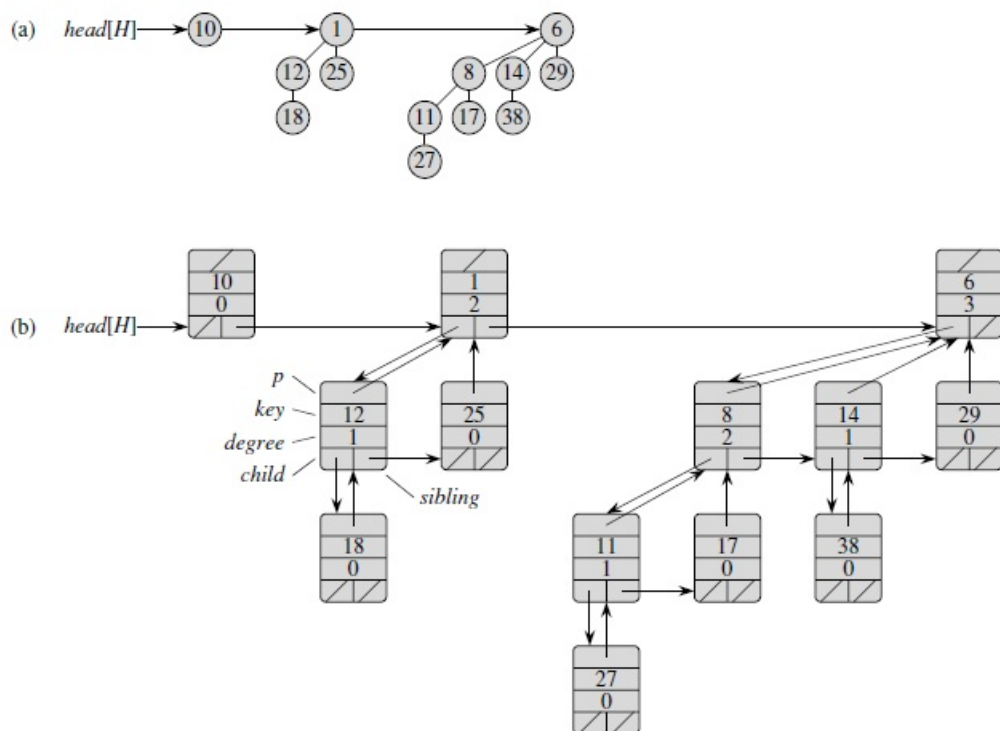 (a) head[H] 10 1 6
12 25 8 14 29
18 11 17 38
27
10 1 6
0 2 3
(b) head[H]
p
key 12 25 8 14 29
degree 1 0 2 1 0
child
sibling
18 11 17 38
0 1 0 0
27
0